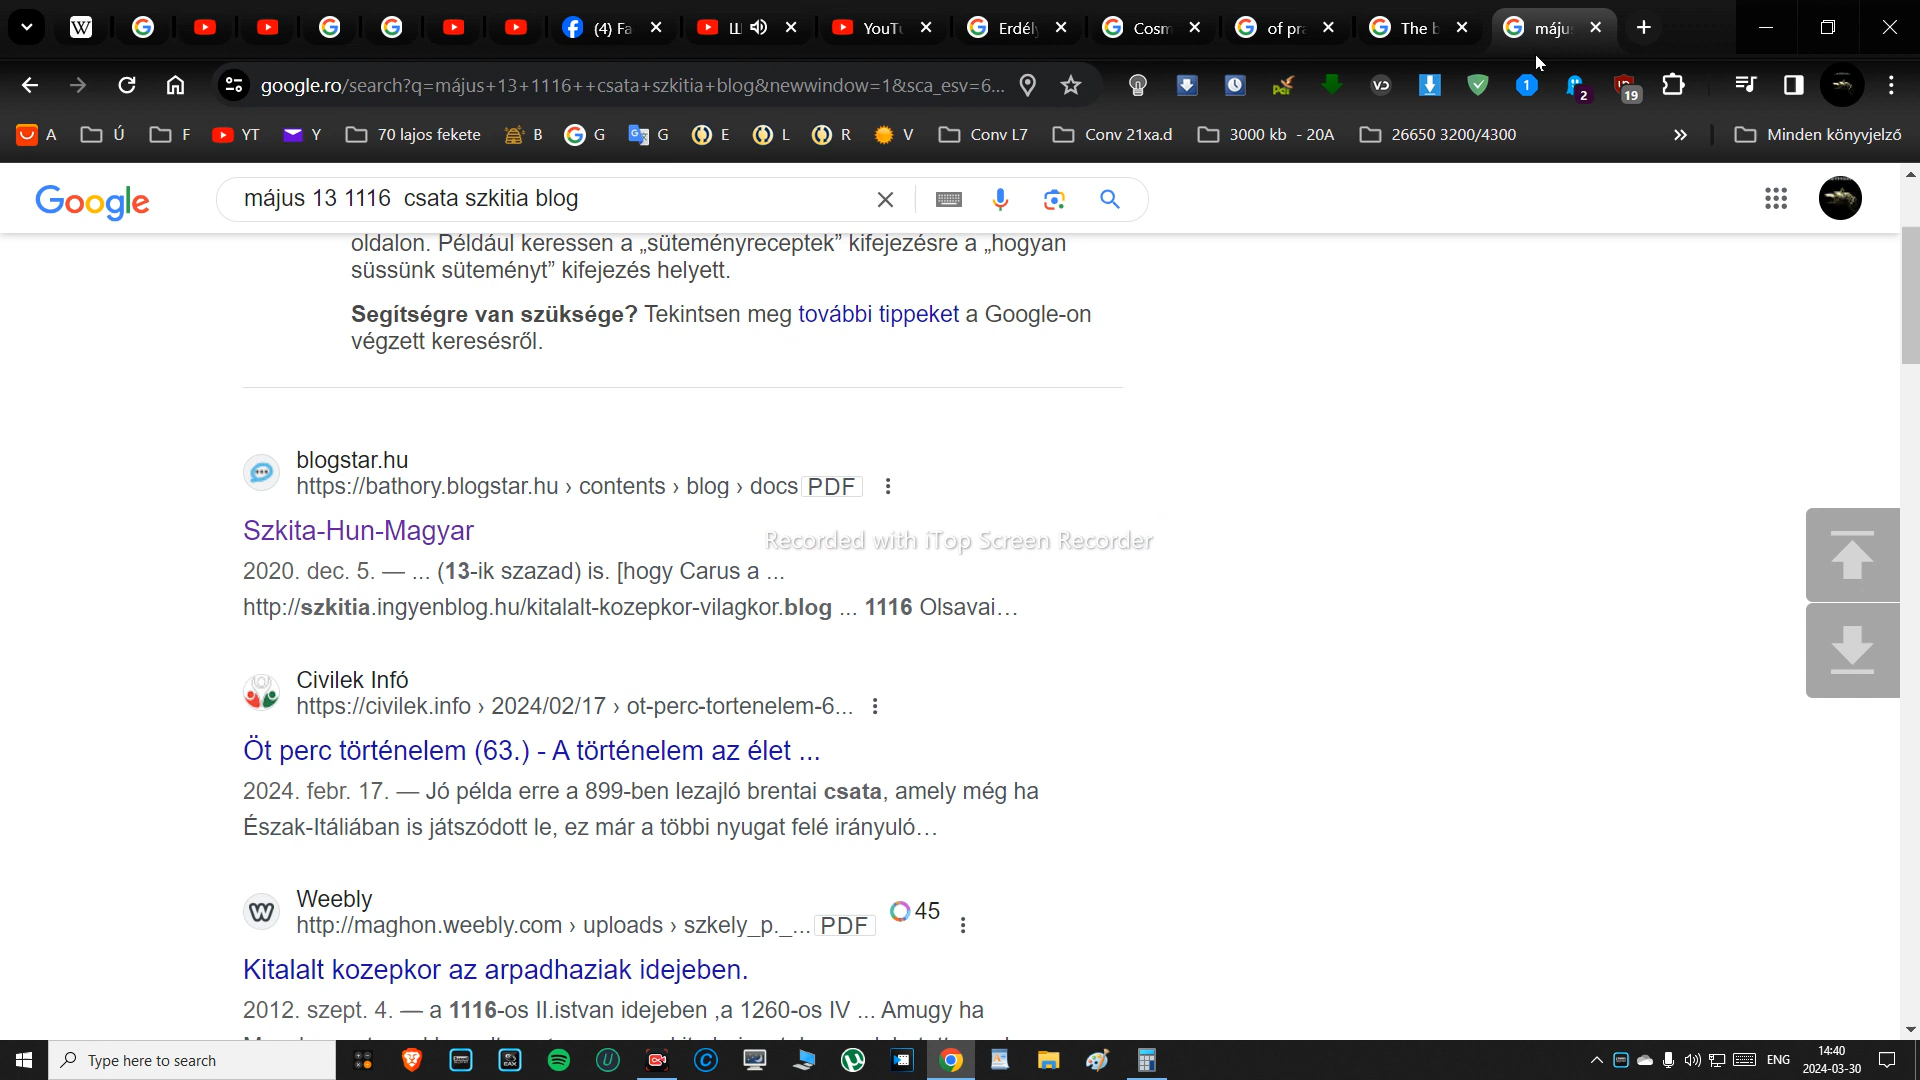 (4) Fa
YouTu
Erdély
Cosm
of pra
The b
máju
google.ro/search?q=május+13+1116++csata+szkitia+blog&newwindow=1&sca_esv=6...
2
19
A
Ú
F
YT
Y
70 lajos fekete
B
G
G
E
L
R
V
Conv L7
Conv 21xa.d
3000 kb - 20A
26650 3200/4300
»
Minden könyvjelző
Google
május 13 1116  csata szkitia blog
oldalon. Például keressen a „süteményreceptek” kifejezésre a „hogyan
süssünk süteményt” kifejezés helyett.
Segítségre van szüksége? Tekintsen meg további tippeket a Google-on
végzett keresésről.
blogstar.hu
https://bathory.blogstar.hu › contents › blog › docs PDF
Szkita-Hun-Magyar
Recorded with iTop Screen Recorder
2020. dec. 5. — ... (13-ik szazad) is. [hogy Carus a ...
http://szkitia.ingyenblog.hu/kitalalt-kozepkor-vilagkor.blog ... 1116 Olsavai...
Civilek Infó
https://civilek.info › 2024/02/17 › ot-perc-tortenelem-6...
Öt perc történelem (63.) - A történelem az élet ...
2024. febr. 17. — Jó példa erre a 899-ben lezajló brentai csata, amely még ha
Észak-Itáliában is játszódott le, ez már a többi nyugat felé irányuló...
Weebly
http://maghon.weebly.com › uploads › szkely_p._... PDF
45
Kitalalt kozepkor az arpadhaziak idejeben.
2012. szept. 4. — a 1116-os II.istvan idejeben ,a 1260-os IV ... Amugy ha
Type here to search
ENG
14:40
2024-03-30